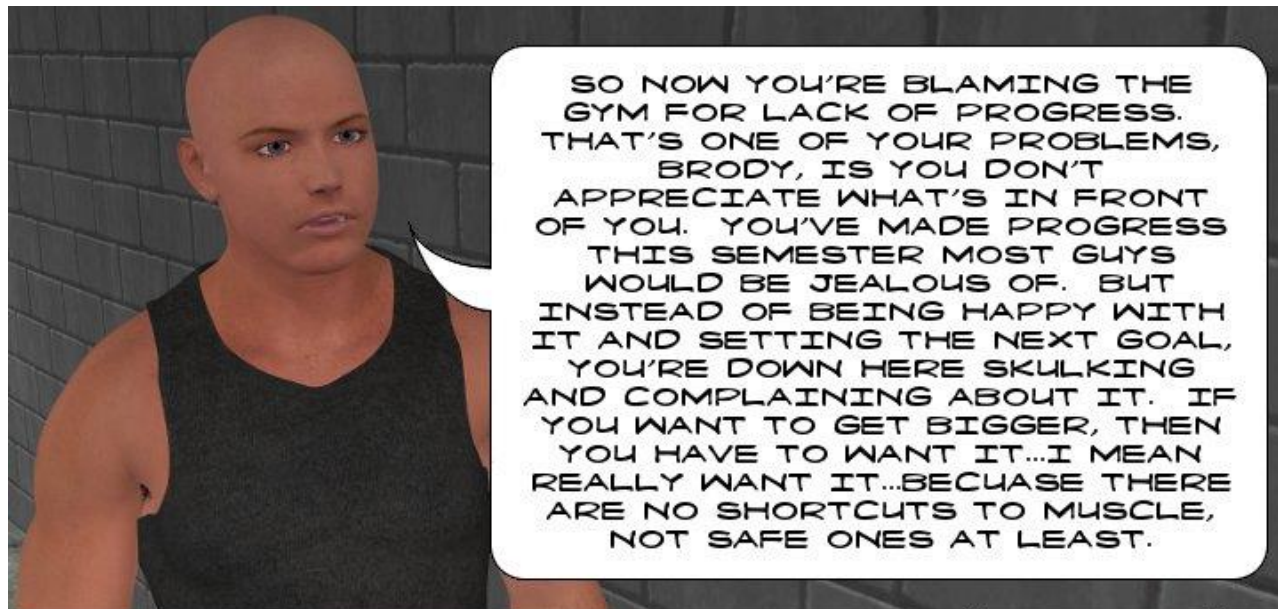 SO NOW YOU'RE BLAMING THE
GYM FOR LACK OF PROGRESS.
THAT'S ONE OF YOUR PROBLEMS,
BRODY, IS YOU DON'T
APPRECIATE WHAT'S IN FRONT
OF YOU.  YOU'VE MADE PROGRESS
THIS SEMESTER MOST GUYS
WOULD BE JEALOUS OF.  BUT
INSTEAD OF BEING HAPPY WITH
IT AND SETTING THE NEXT GOAL,
YOU'RE DOWN HERE SKULKING
AND COMPLAINING ABOUT IT.  IF
YOU WANT TO GET BIGGER, THEN
YOU HAVE TO WANT IT...I MEAN
REALLY WANT IT...BECUASE THERE
ARE NO SHORTCUTS TO MUSCLE,
NOT SAFE ONES AT LEAST.